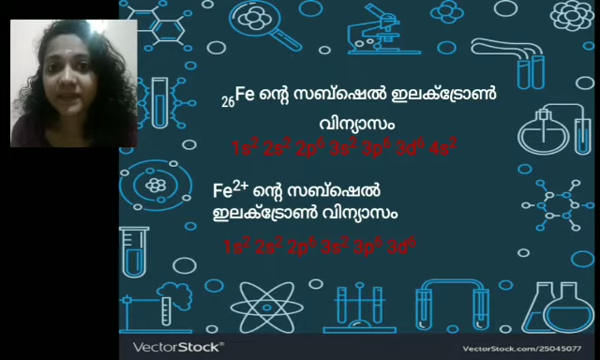 ₂₆Fe ന്റെ സബ്ഷെൽ ഇലക്ട്രോൺ
വിന്യാസം
1s² 2s² 2p⁶ 3s² 3p⁶ 3d⁶ 4s²
Fe²⁺ ന്റെ സബ്ഷെൽ
ഇലക്ട്രോൺ വിന്യാസം
1s² 2s² 2p⁶ 3s² 3p⁶ 3d⁶
VectorStock®
VectorStock.com/25045077